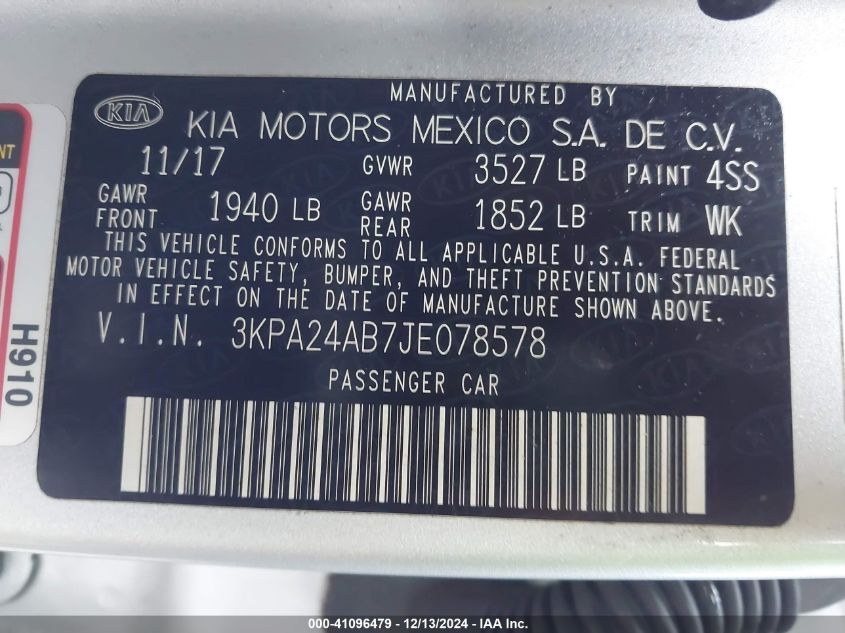 MANUFACTURED BY
KIA
KIA MOTORS MEXICO S.A. DE C.V.
11/17 GVWR 3527 LB PAINT 4SS
GAWR FRONT 1940 LB GAWR REAR 1852 LB TRIM WK
THIS VEHICLE CONFORMS TO ALL APPLICABLE U.S.A. FEDERAL
MOTOR VEHICLE SAFETY, BUMPER, AND THEFT PREVENTION STANDARDS
IN EFFECT ON THE DATE OF MANUFACTURE SHOWN ABOVE.
V.I.N. 3KPA24AB7JE078578
PASSENGER CAR
H910
000-41096479 - 12/13/2024 - IAA Inc.